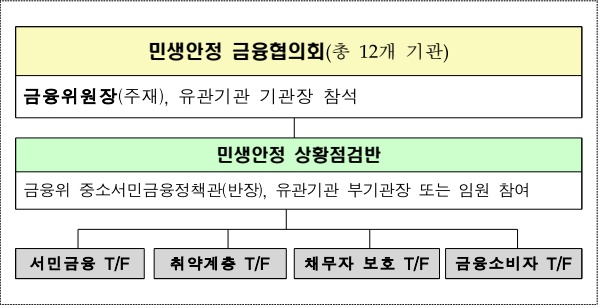 민생안정 금융협의회(총 12개 기관)
금융위원장(주재), 유관기관 기관장 참석
민생안정 상황점검반
금융위 중소서민금융정책관(반장), 유관기관 부기관장 또는 임원 참여
서민금융 T/F 취약계층 T/F 채무자 보호 T/F 금융소비자 T/F